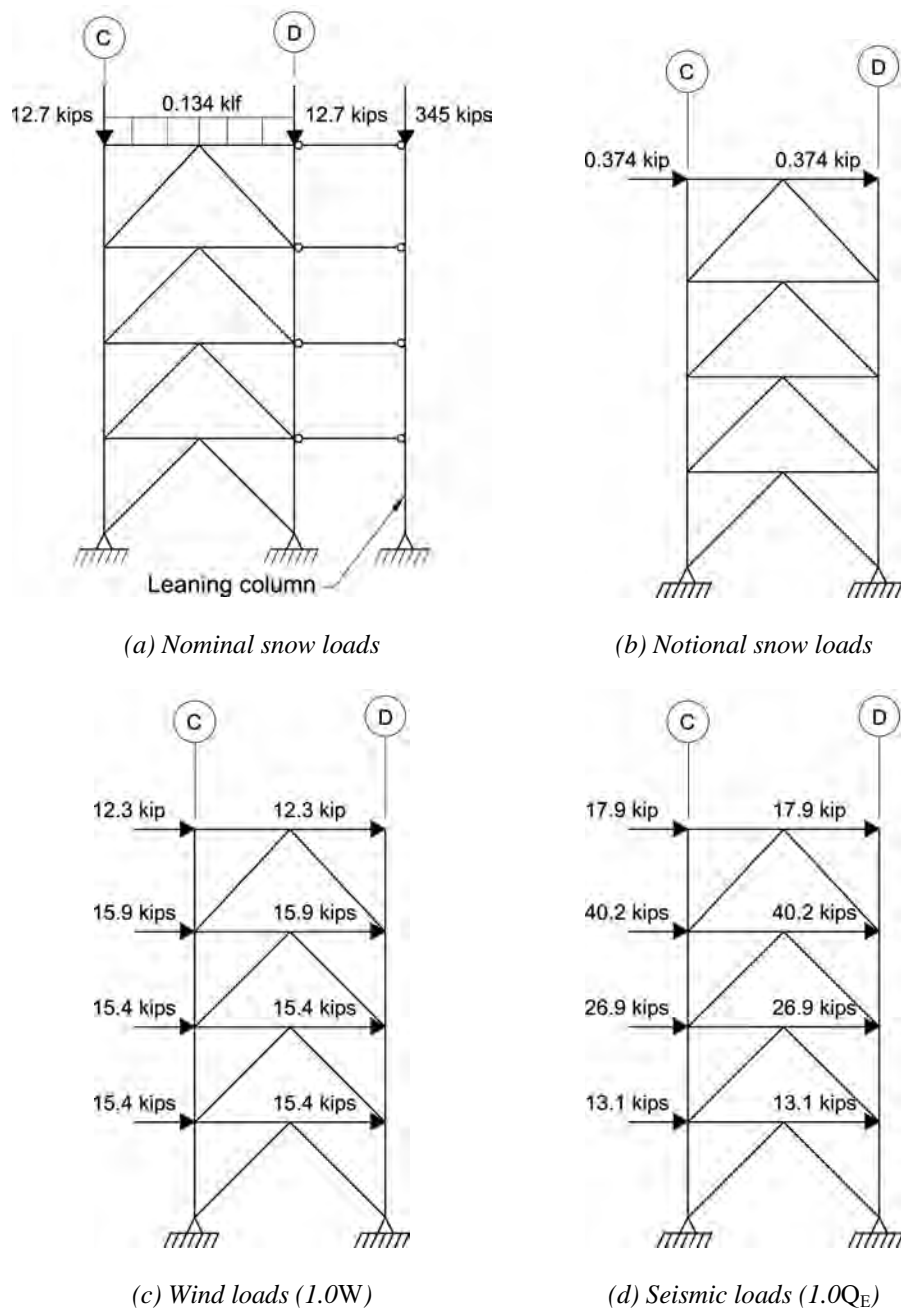 C
D
12.7 kips 0.134 klf 12.7 kips 345 kips
Leaning column
(a) Nominal snow loads
C
D
0.374 kip 0.374 kip
(b) Notional snow loads
C
D
12.3 kip 12.3 kip
15.9 kips 15.9 kips
15.4 kips 15.4 kips
15.4 kips 15.4 kips
(c) Wind loads (1.0W)
C
D
17.9 kip 17.9 kip
40.2 kips 40.2 kips
26.9 kips 26.9 kips
13.1 kips 13.1 kips
(d) Seismic loads (1.0QE)